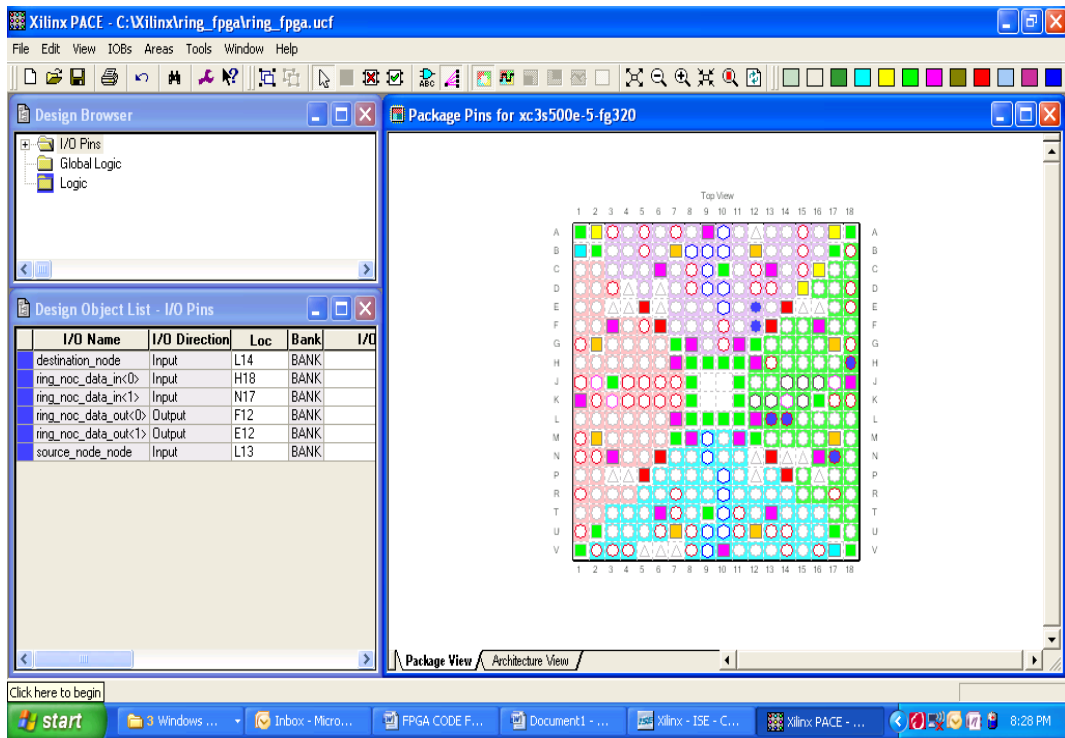 Xilinx PACE - C:\Xilinx\ring_fpga\ring_fpga.ucf
File Edit View IOBs Areas Tools Window Help
ABC
Design Browser
I/O Pins
Global Logic
Logic
Design Object List - I/O Pins
I/O Name I/O Direction Loc Bank I/O
destination_node Input L14 BANK
ring_noc_data_in<0> Input H18 BANK
ring_noc_data_in<1> Input N17 BANK
ring_noc_data_out<0> Output F12 BANK
ring_noc_data_out<1> Output E12 BANK
source_node_node Input L13 BANK
Package Pins for xc3s500e-5-fg320
Top View
1 2 3 4 5 6 7 8 9 10 11 12 13 14 15 16 17 18
A A
B B
C C
D D
E E
F F
G G
H H
J J
K K
L L
M M
N N
P P
R R
T T
U U
V V
1 2 3 4 5 6 7 8 9 10 11 12 13 14 15 16 17 18
Package View Architecture View
Click here to begin
start 3 Windows ... Inbox - Micro... FPGA CODE F... Document1 - ... Xilinx - ISE - C... Xilinx PACE - ... 8:28 PM